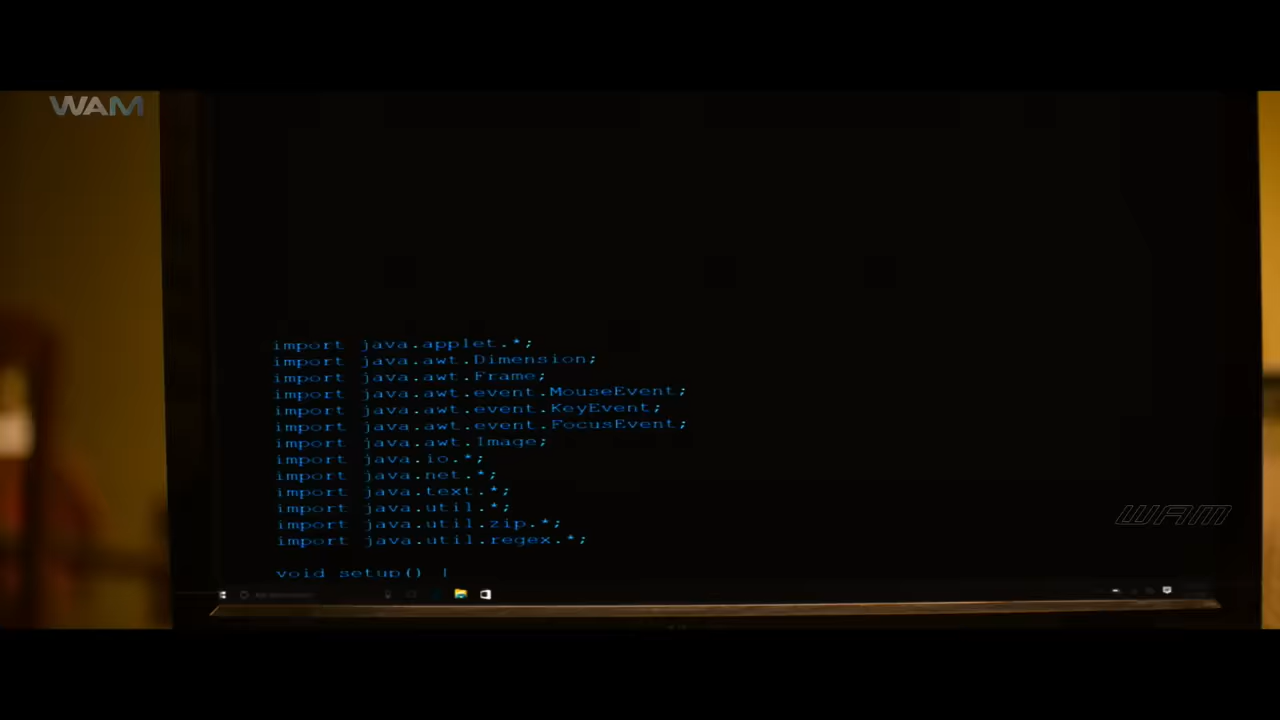 WAM
import java.applet.*;
import java.awt.Dimension;
import java.awt.Frame;
import java.awt.event.MouseEvent;
import java.awt.event.KeyEvent;
import java.awt.event.FocusEvent;
import java.awt.Image;
import java.io.*;
import java.net.*;
import java.text.*;
import java.util.*;
import java.util.zip.*;
import java.util.regex.*;
WAM
void setup() |